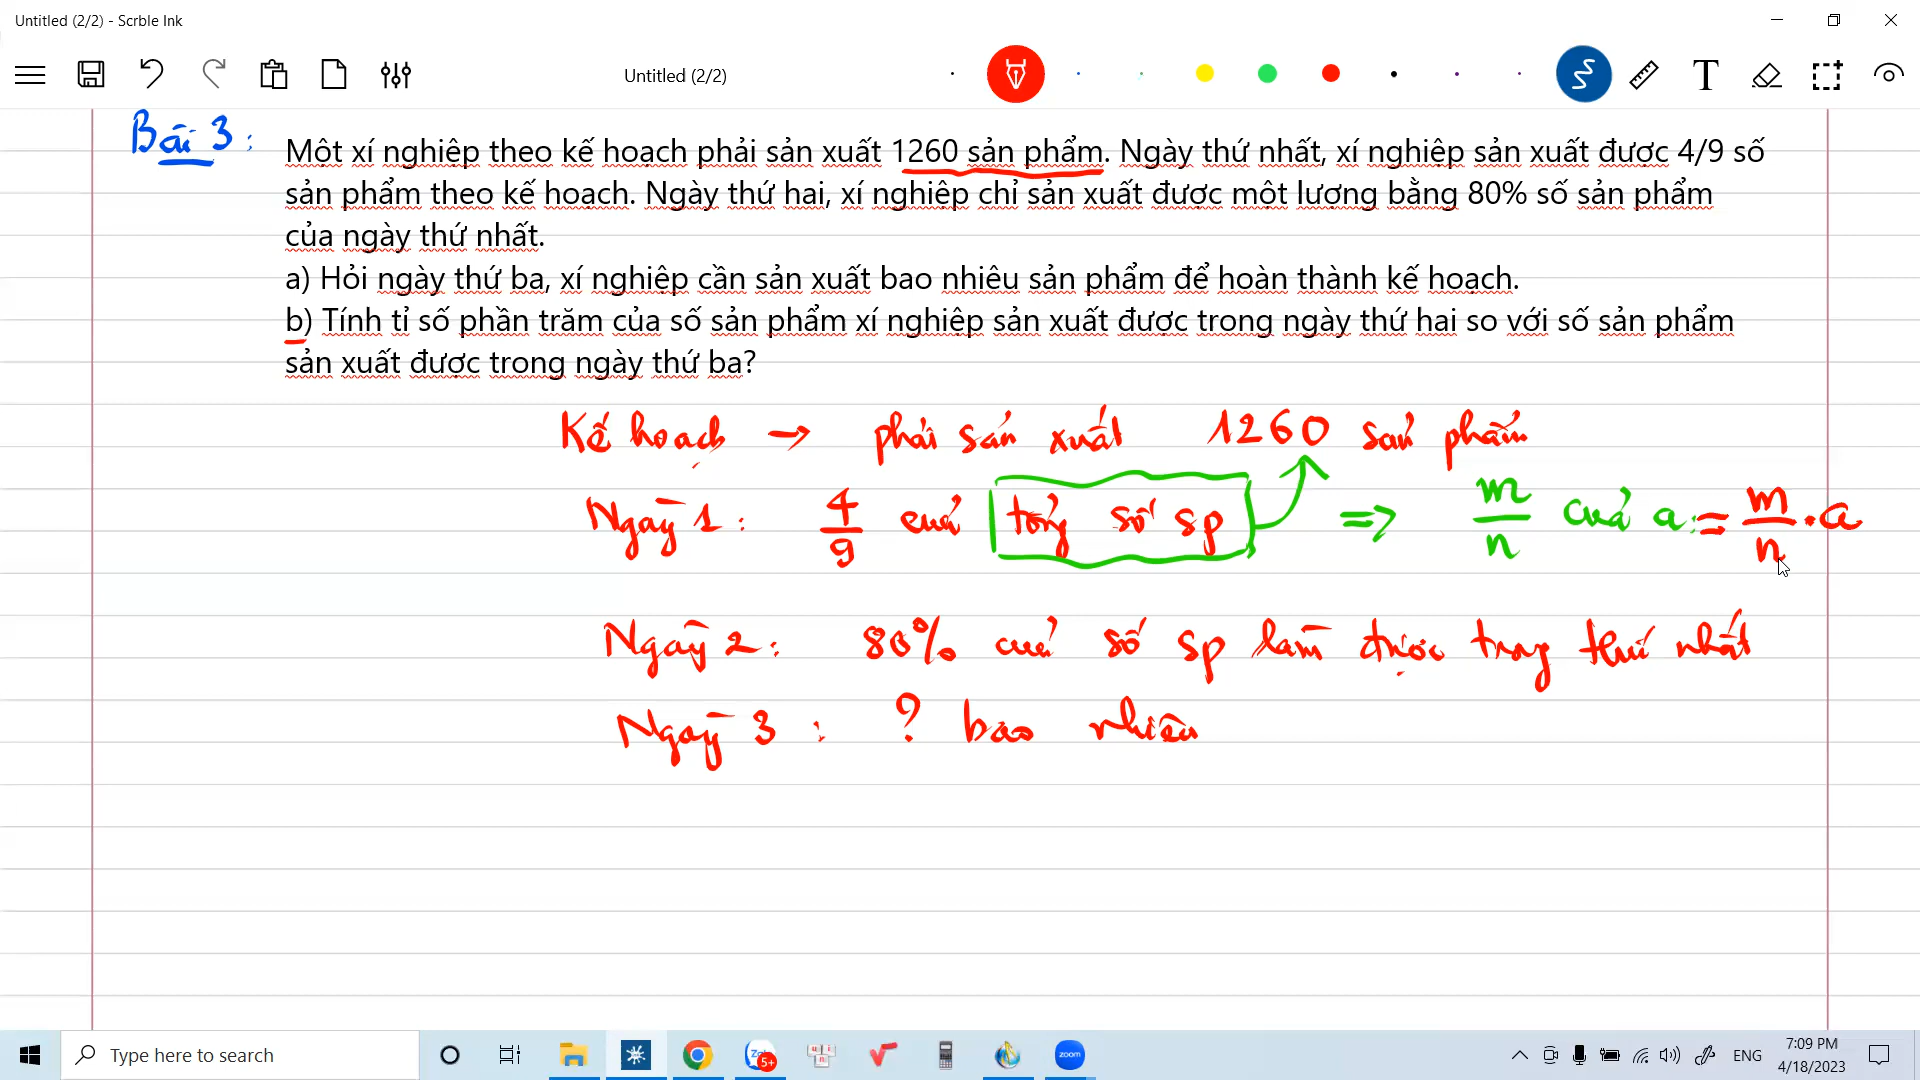 Untitled (2/2) - Scrble Ink
Untitled (2/2)
T
Bài 3:
Một xí nghiệp theo kế hoạch phải sản xuất 1260 sản phẩm. Ngày thứ nhất, xí nghiệp sản xuất được 4/9 số
sản phẩm theo kế hoạch. Ngày thứ hai, xí nghiệp chỉ sản xuất được một lượng bằng 80% số sản phẩm
của ngày thứ nhất.
a) Hỏi ngày thứ ba, xí nghiệp cần sản xuất bao nhiêu sản phẩm để hoàn thành kế hoạch.
b) Tính tỉ số phần trăm của số sản phẩm xí nghiệp sản xuất được trong ngày thứ hai so với số sản phẩm
sản xuất được trong ngày thứ ba?
Kế hoạch → phải sản xuất 1260 sản phẩm
Ngày 1: 4/9 của tổng số sp => m/n của a: = m/n . a
Ngày 2: 80% của số sp làm được trong thứ nhất
Ngày 3 : ? bao nhiêu
Type here to search
5+
zoom
ENG
7:09 PM
4/18/2023